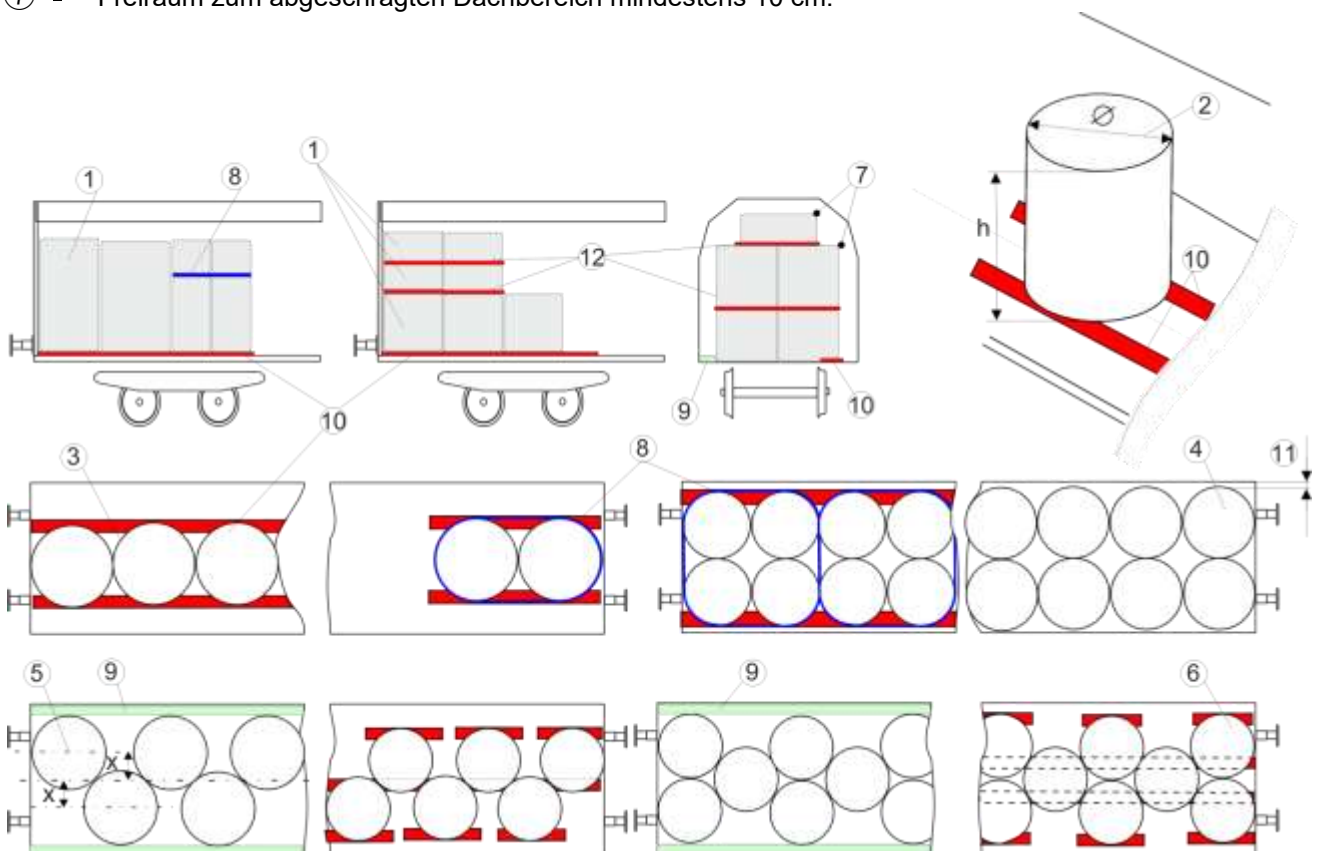 ⑦ - Freiraum zum abgeschrägten Dachbereich mindestens 10 cm.
Ø 2
1 8 1 7
h
12
10
9 10
10
3 8 4 11
5 9 9 6
x
x